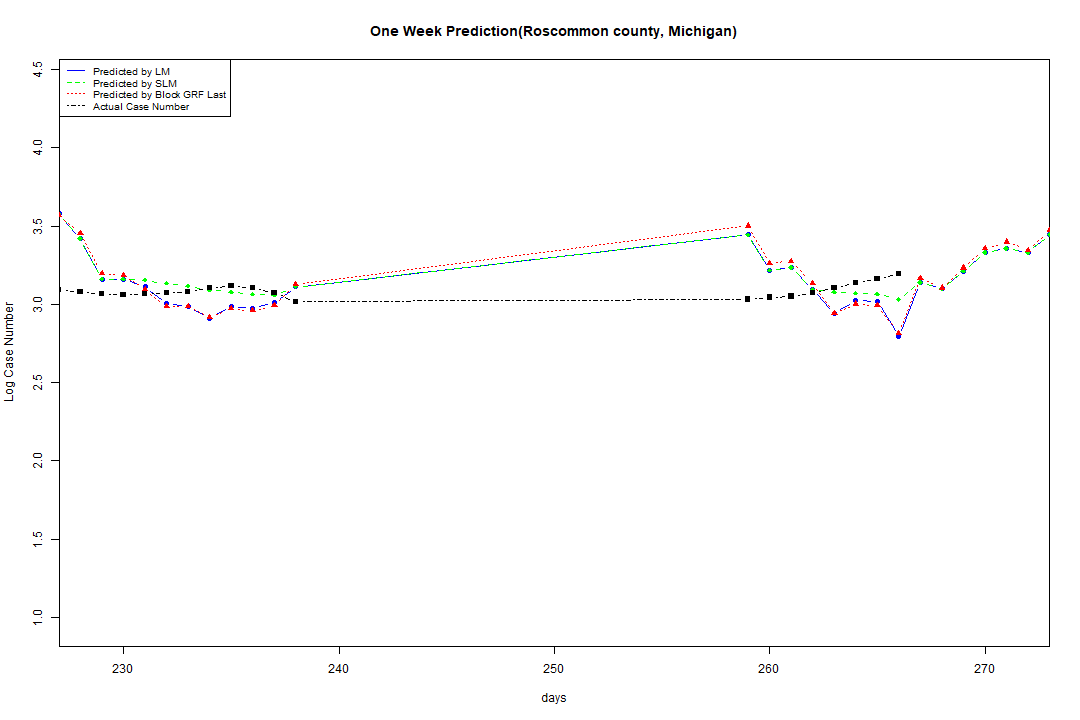 One Week Prediction(Roscommon county, Michigan)
Predicted by LM
Predicted by SLM
Predicted by Block GRF Last
Actual Case Number
4.5
4.0
3.5
3.0
2.5
2.0
1.5
1.0
Log Case Number
230
240
250
260
270
days